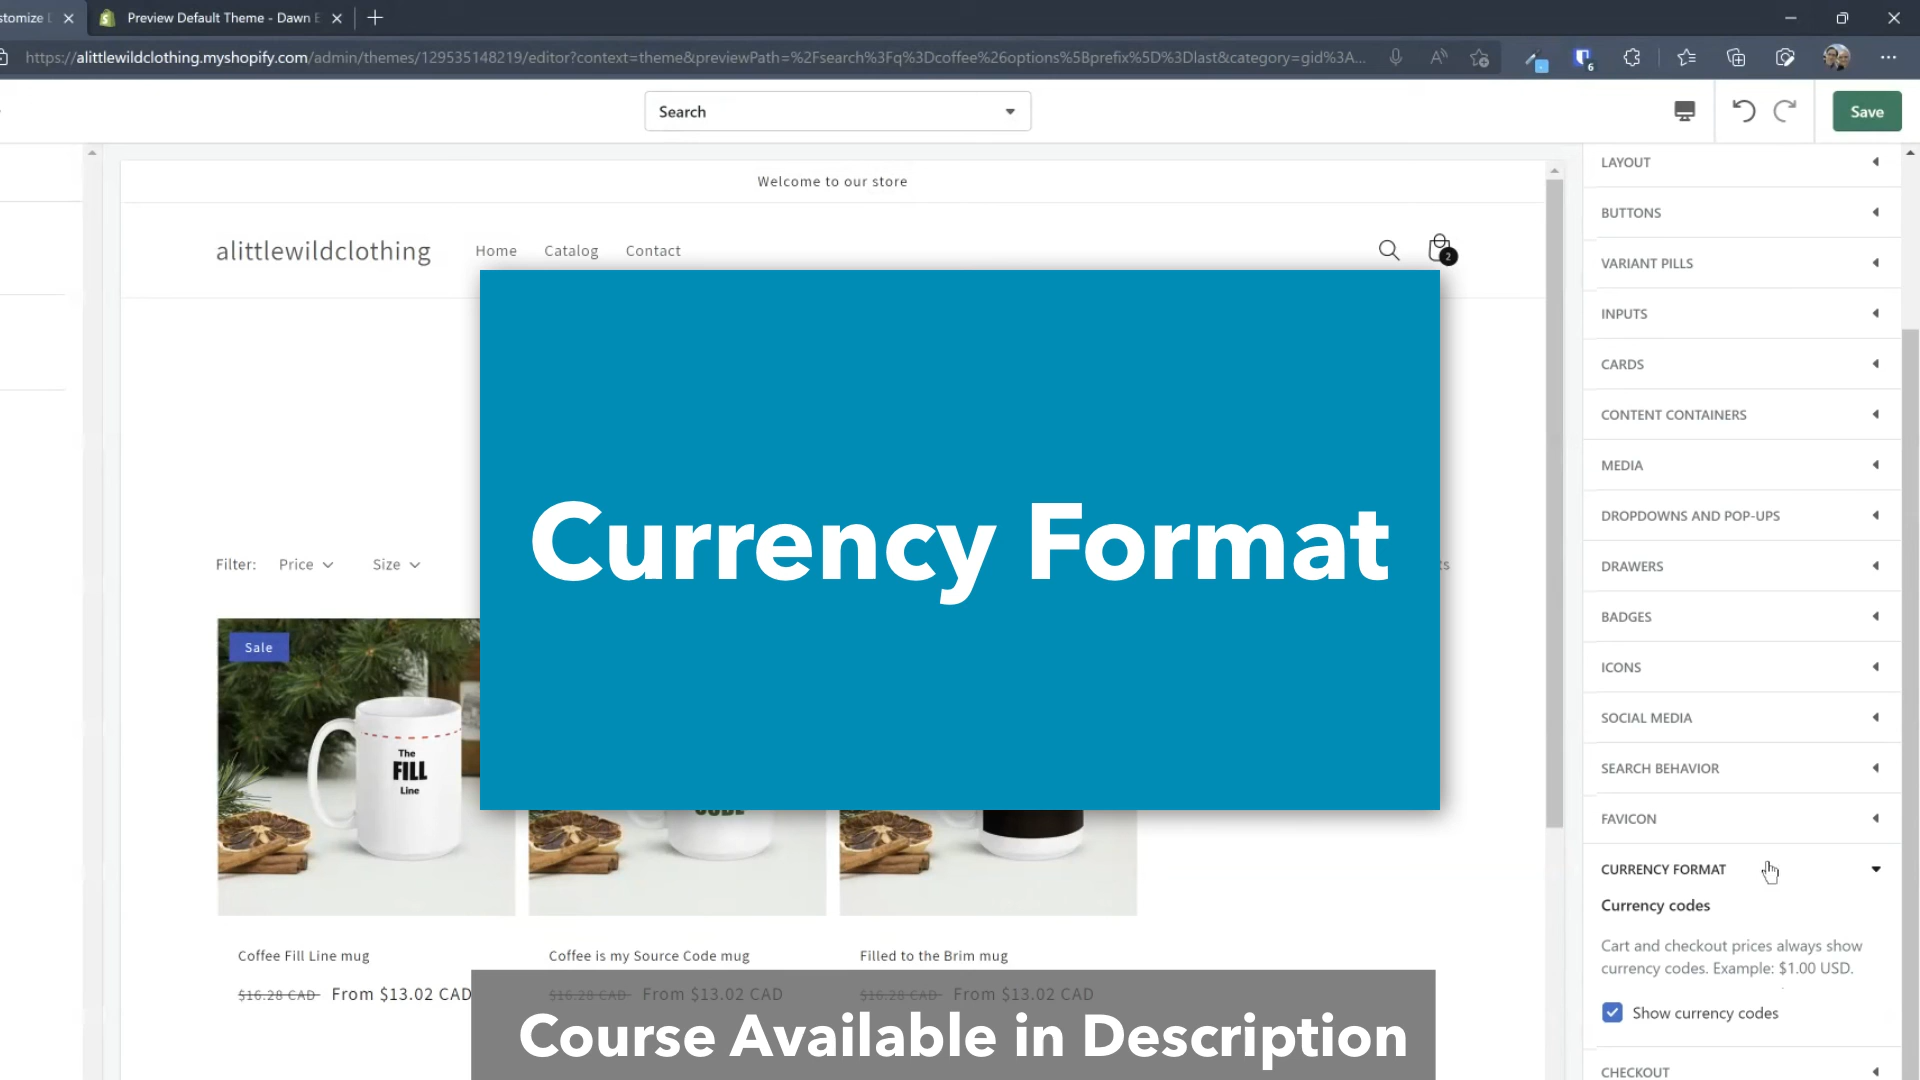 stomize D
Preview Default Theme - Dawn E
https://alittlewildclothing.myshopify.com/admin/themes/129535148219/editor?context=theme&previewPath=%2Fsearch%3Fq%3Dcoffee%26options%5Bprefix%5D%3Dlast&category=gid%3A...
6
Search
Save
Welcome to our store
alittlewildclothing
Home
Catalog
Contact
2
Currency Format
Filter:
Price
Size
ts
Sale
The
FILL
Line
CODE
Coffee Fill Line mug
$16.28 CAD
From $13.02 CAD
Coffee is my Source Code mug
$16.28 CAD
From $13.02 CAD
Filled to the Brim mug
$16.28 CAD
From $13.02 CAD
Course Available in Description
LAYOUT
BUTTONS
VARIANT PILLS
INPUTS
CARDS
CONTENT CONTAINERS
MEDIA
DROPDOWNS AND POP-UPS
DRAWERS
BADGES
ICONS
SOCIAL MEDIA
SEARCH BEHAVIOR
FAVICON
CURRENCY FORMAT
Currency codes
Cart and checkout prices always show
currency codes. Example: $1.00 USD.
Show currency codes
CHECKOUT